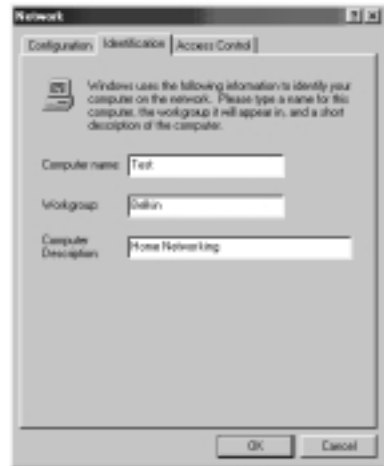 Network
Configuration Identification Access Control
Windows uses the following information to identify your
computer on the network. Please type a name for this
computer, the workgroup it will appear in, and a short
description of the computer.
Computer name: Test
Workgroup: Belkin
Computer
Description: Home Networking
OK Cancel